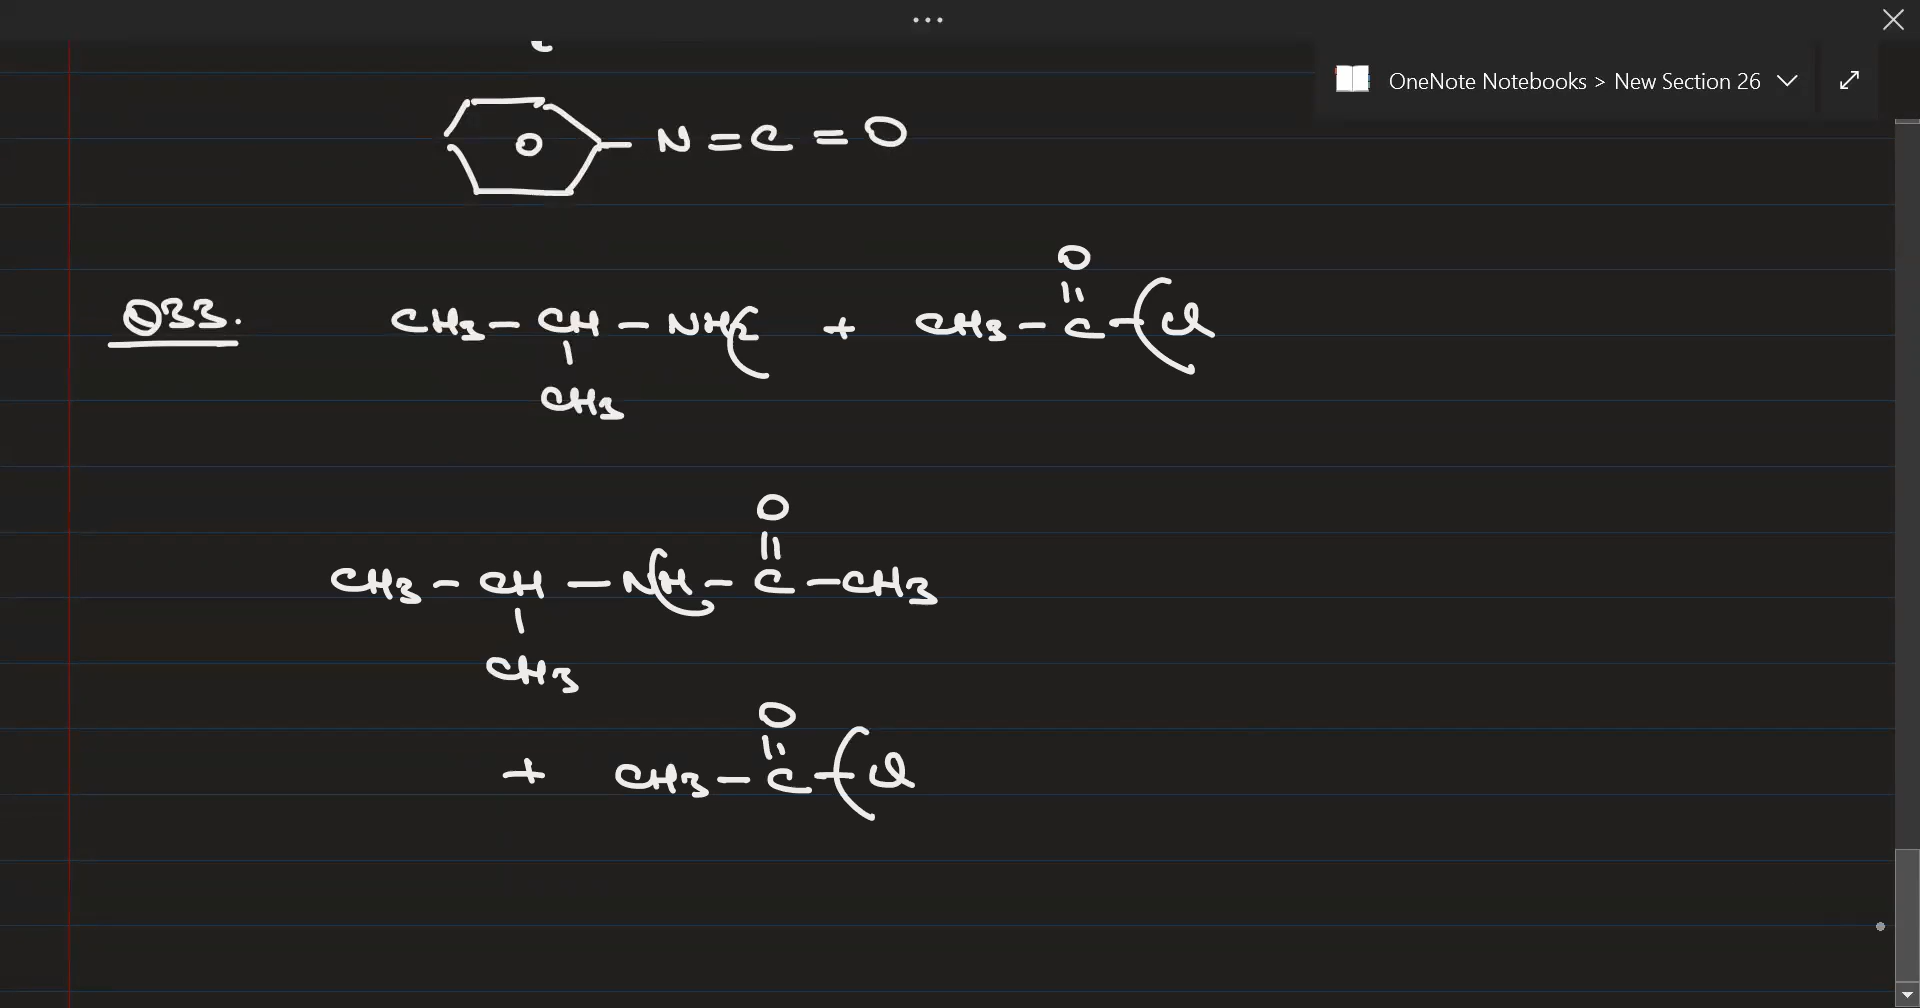 ...
OneNote Notebooks > New Section 26
N = C = O
O
Q33. CH3 - CH - NH2 + CH3 - C - Cl
CH3
O
CH3 - CH - NH - C - CH3
CH3
O
+ CH3 - C - Cl